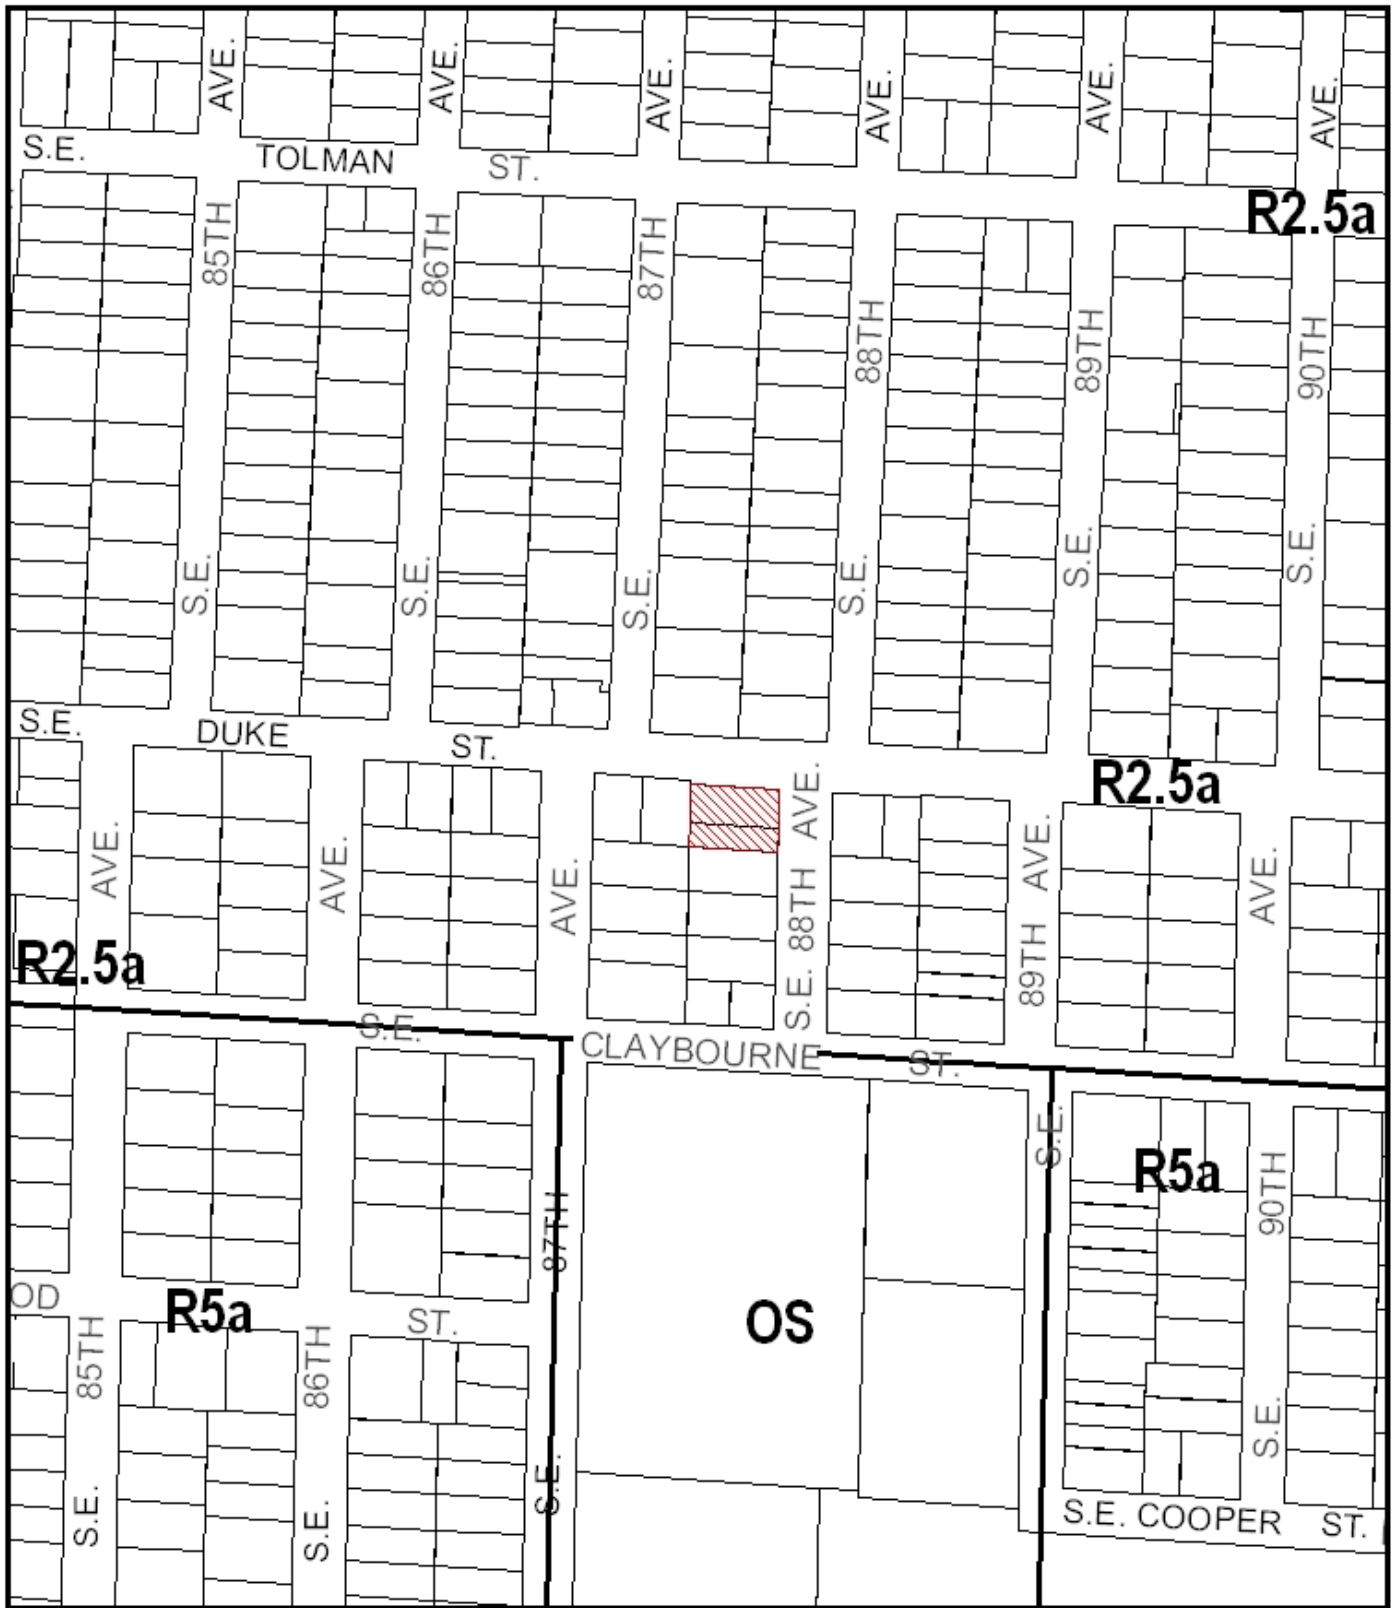 AVE.
AVE.
AVE.
AVE.
AVE.
AVE.
S.E.
TOLMAN
ST.
R2.5a
85TH
86TH
87TH
88TH
89TH
90TH
S.E.
S.E.
S.E.
S.E.
S.E.
S.E.
S.E.
DUKE
ST.
R2.5a
AVE.
AVE.
AVE.
S.E. 88TH AVE.
89TH AVE.
AVE.
R2.5a
S.E.
CLAYBOURNE
ST.
S.E.
R5a
87TH
90TH
OD
R5a
ST.
OS
85TH
86TH
S.E.
S.E.
S.E.
S.E.
S.E. COOPER ST.